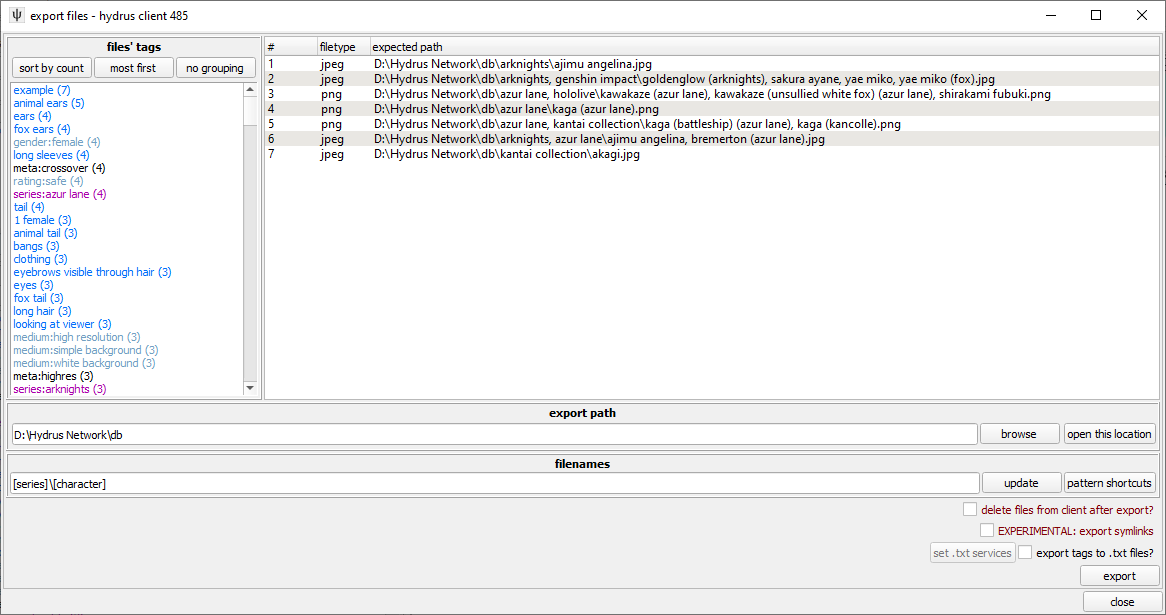 Ψ export files - hydrus client 485
files' tags
sort by count most first no grouping
example (7)
animal ears (5)
ears (4)
fox ears (4)
gender:female (4)
long sleeves (4)
meta:crossover (4)
rating:safe (4)
series:azur lane (4)
tail (4)
1 female (3)
animal tail (3)
bangs (3)
clothing (3)
eyebrows visible through hair (3)
eyes (3)
fox tail (3)
long hair (3)
looking at viewer (3)
medium:high resolution (3)
medium:simple background (3)
medium:white background (3)
meta:highres (3)
series:arknights (3)
# filetype expected path
1 jpeg D:\Hydrus Network\db\arknights\ajimu angelina.jpg
2 jpeg D:\Hydrus Network\db\arknights, genshin impact\goldenglow (arknights), sakura ayane, yae miko, yae miko (fox).jpg
3 png D:\Hydrus Network\db\azur lane, hololive\kawakaze (azur lane), kawakaze (unsullied white fox) (azur lane), shirakami fubuki.png
4 png D:\Hydrus Network\db\azur lane\kaga (azur lane).png
5 png D:\Hydrus Network\db\azur lane, kantai collection\kaga (battleship) (azur lane), kaga (kancolle).png
6 jpeg D:\Hydrus Network\db\arknights, azur lane\ajimu angelina, bremerton (azur lane).jpg
7 jpeg D:\Hydrus Network\db\kantai collection\akagi.jpg
export path
D:\Hydrus Network\db browse open this location
filenames
[series]\[character] update pattern shortcuts
delete files from client after export?
EXPERIMENTAL: export symlinks
set .txt services export tags to .txt files?
export
close